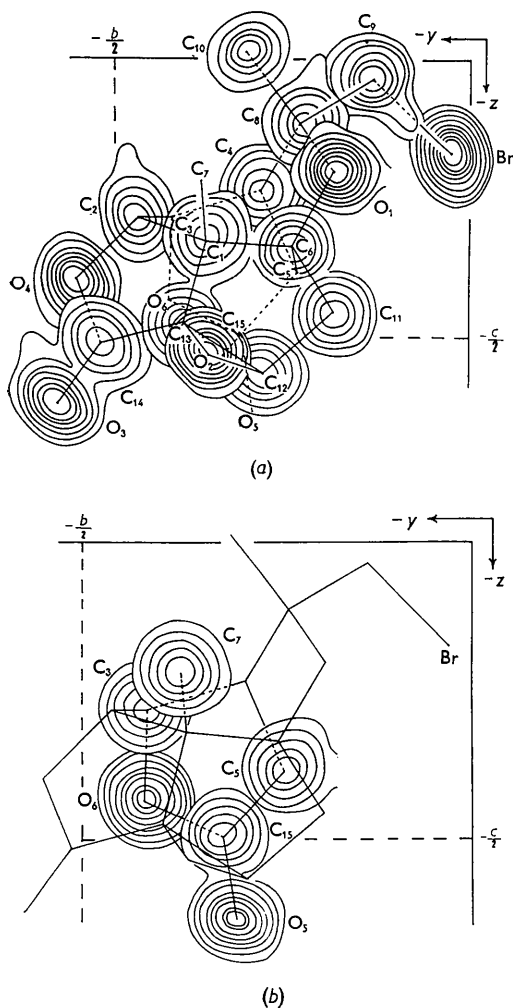 - b/2
C₁₀
C₉
-y
-z
C₈
Br
C₄
C₇
O₁
C₂
C₃
C₁
C₆
C₅
O₄
O₆
C₁₅
C₁₁
C₁₃
- c/2
O₂
C₁₂
C₁₄
O₅
O₃
(a)
- b/2
-y
-z
C₇
Br
C₃
C₅
O₆
C₁₅
- c/2
O₅
(b)